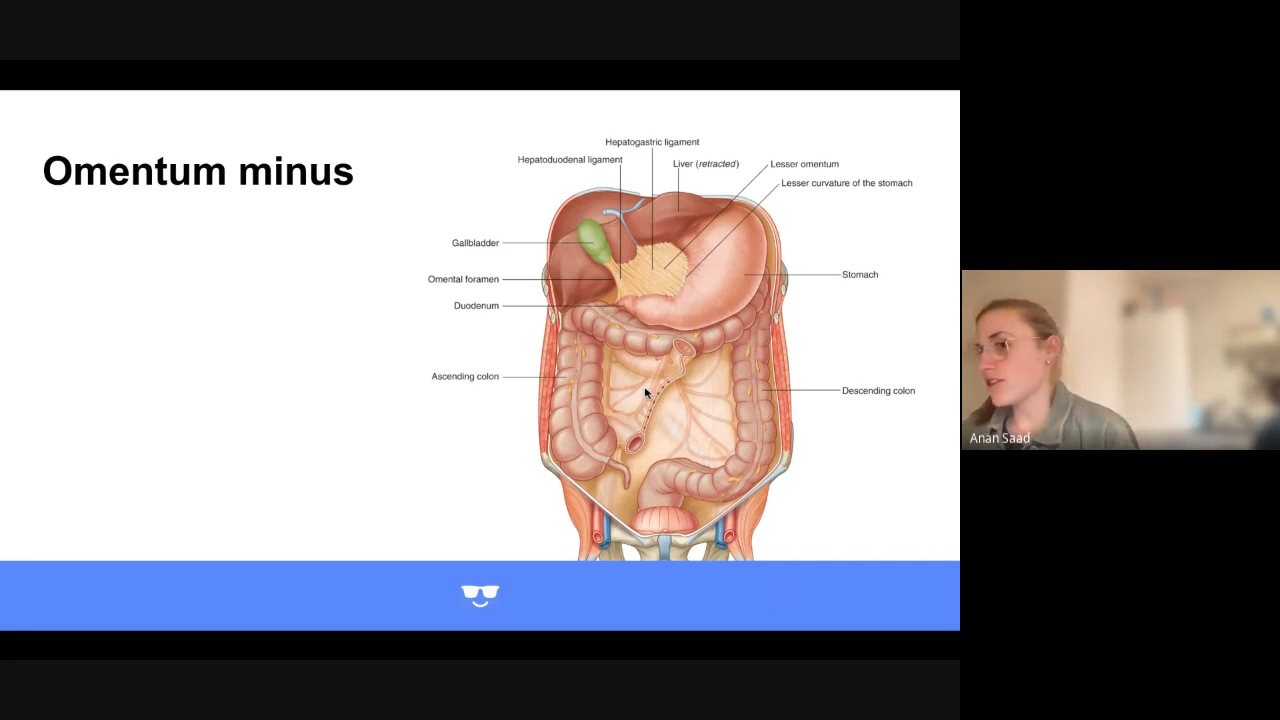 Omentum minus
Hepatogastric ligament
Hepatoduodenal ligament
Liver (retracted)
Lesser omentum
Lesser curvature of the stomach
Gallbladder
Omental foramen
Stomach
Duodenum
Ascending colon
Descending colon
Anan Saad